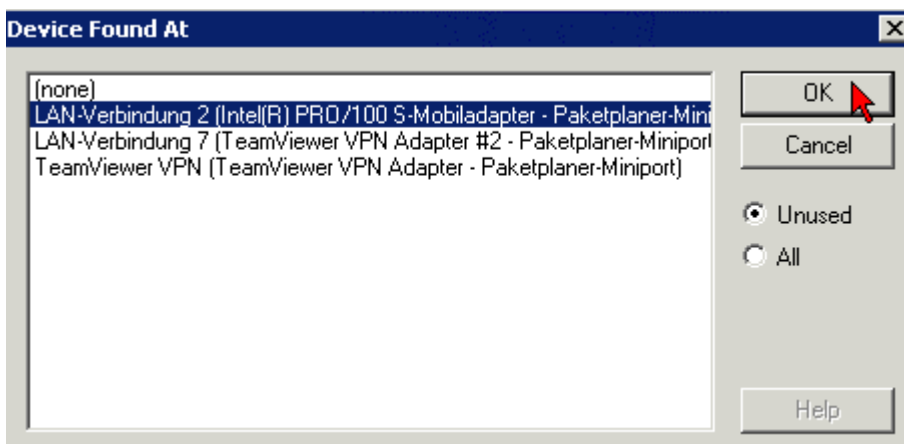 Device Found At
(none)
LAN-Verbindung 2 (Intel(R) PRO/100 S-Mobiladapter - Paketplaner-Mini
LAN-Verbindung 7 (TeamViewer VPN Adapter #2 - Paketplaner-Miniport
TeamViewer VPN (TeamViewer VPN Adapter - Paketplaner-Miniport)
OK
Cancel
Unused
All
Help